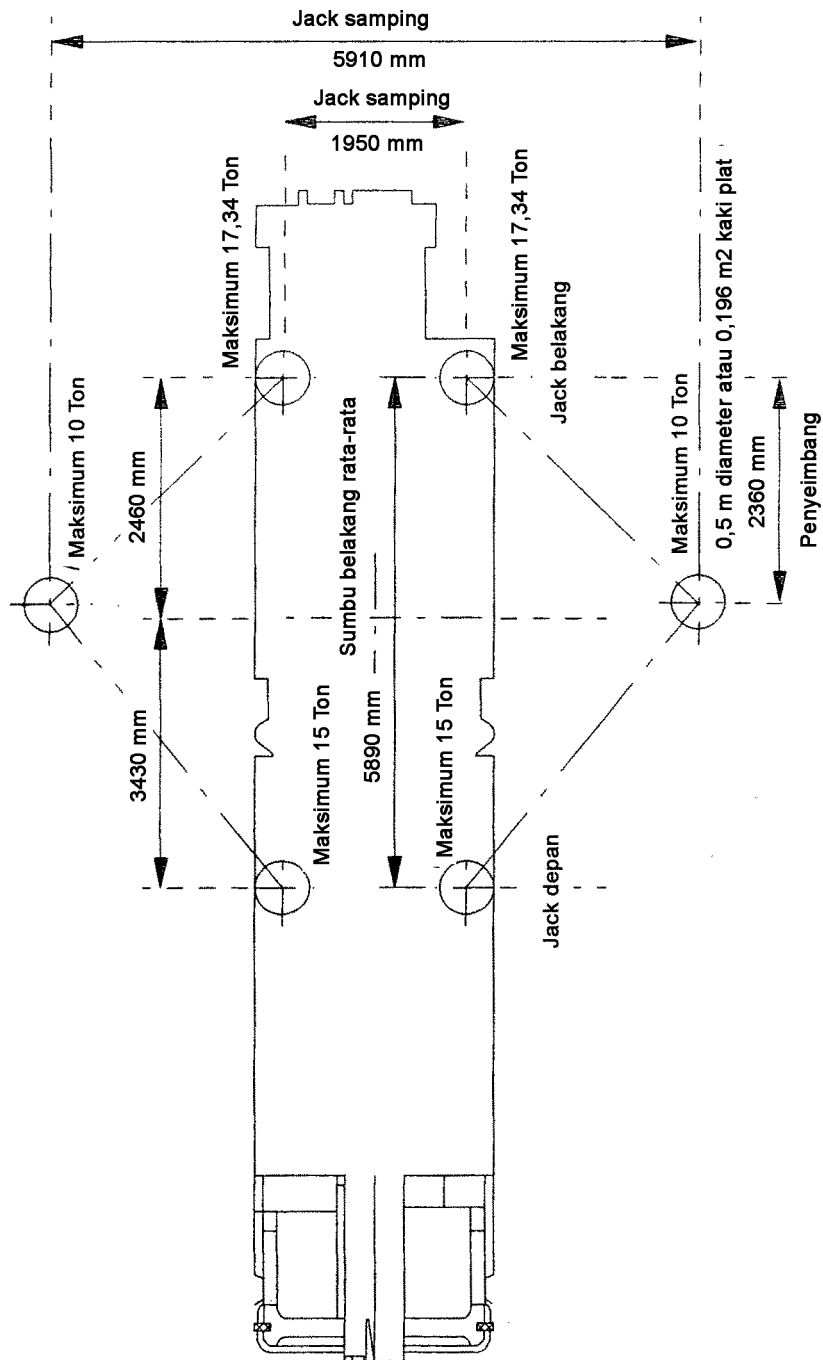 Jack samping
5910 mm
Jack samping
1950 mm
Maksimum 17,34 Ton
Maksimum 17,34 Ton
Jack belakang
0,5 m diameter atau 0,196 m2 kaki plat
2360 mm
Penyeimbang
Maksimum 10 Ton
Maksimum 10 Ton
2460 mm
Sumbu belakang rata-rata
5890 mm
3430 mm
Maksimum 15 Ton
Maksimum 15 Ton
Jack depan